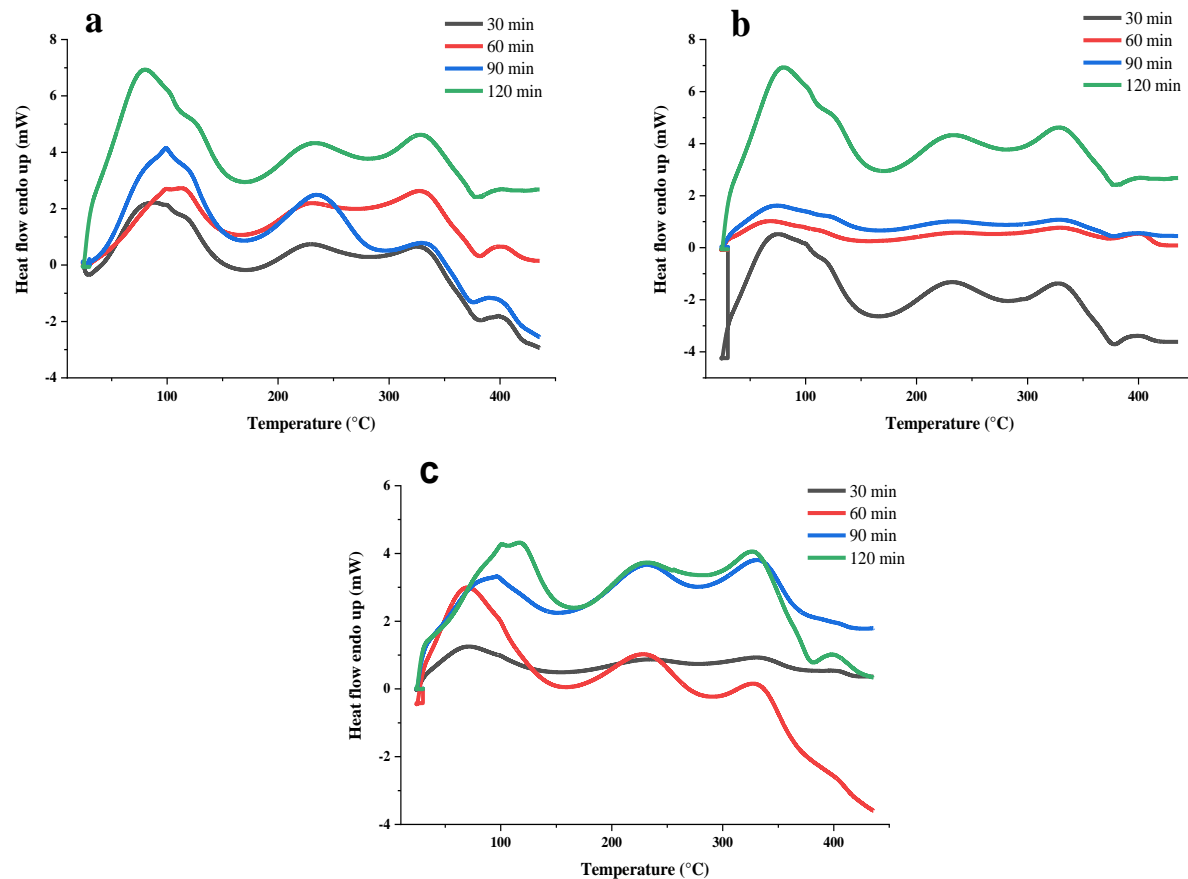 a
30 min
60 min
90 min
120 min
8
6
4
2
0
-2
-4
Heat flow endo up (mW)
100
200
300
400
Temperature (°C)
b
30 min
60 min
90 min
120 min
8
6
4
2
0
-2
-4
Heat flow endo up (mW)
100
200
300
400
Temperature (°C)
c
30 min
60 min
90 min
120 min
6
4
2
0
-2
-4
Heat flow endo up (mW)
100
200
300
400
Temperature (°C)